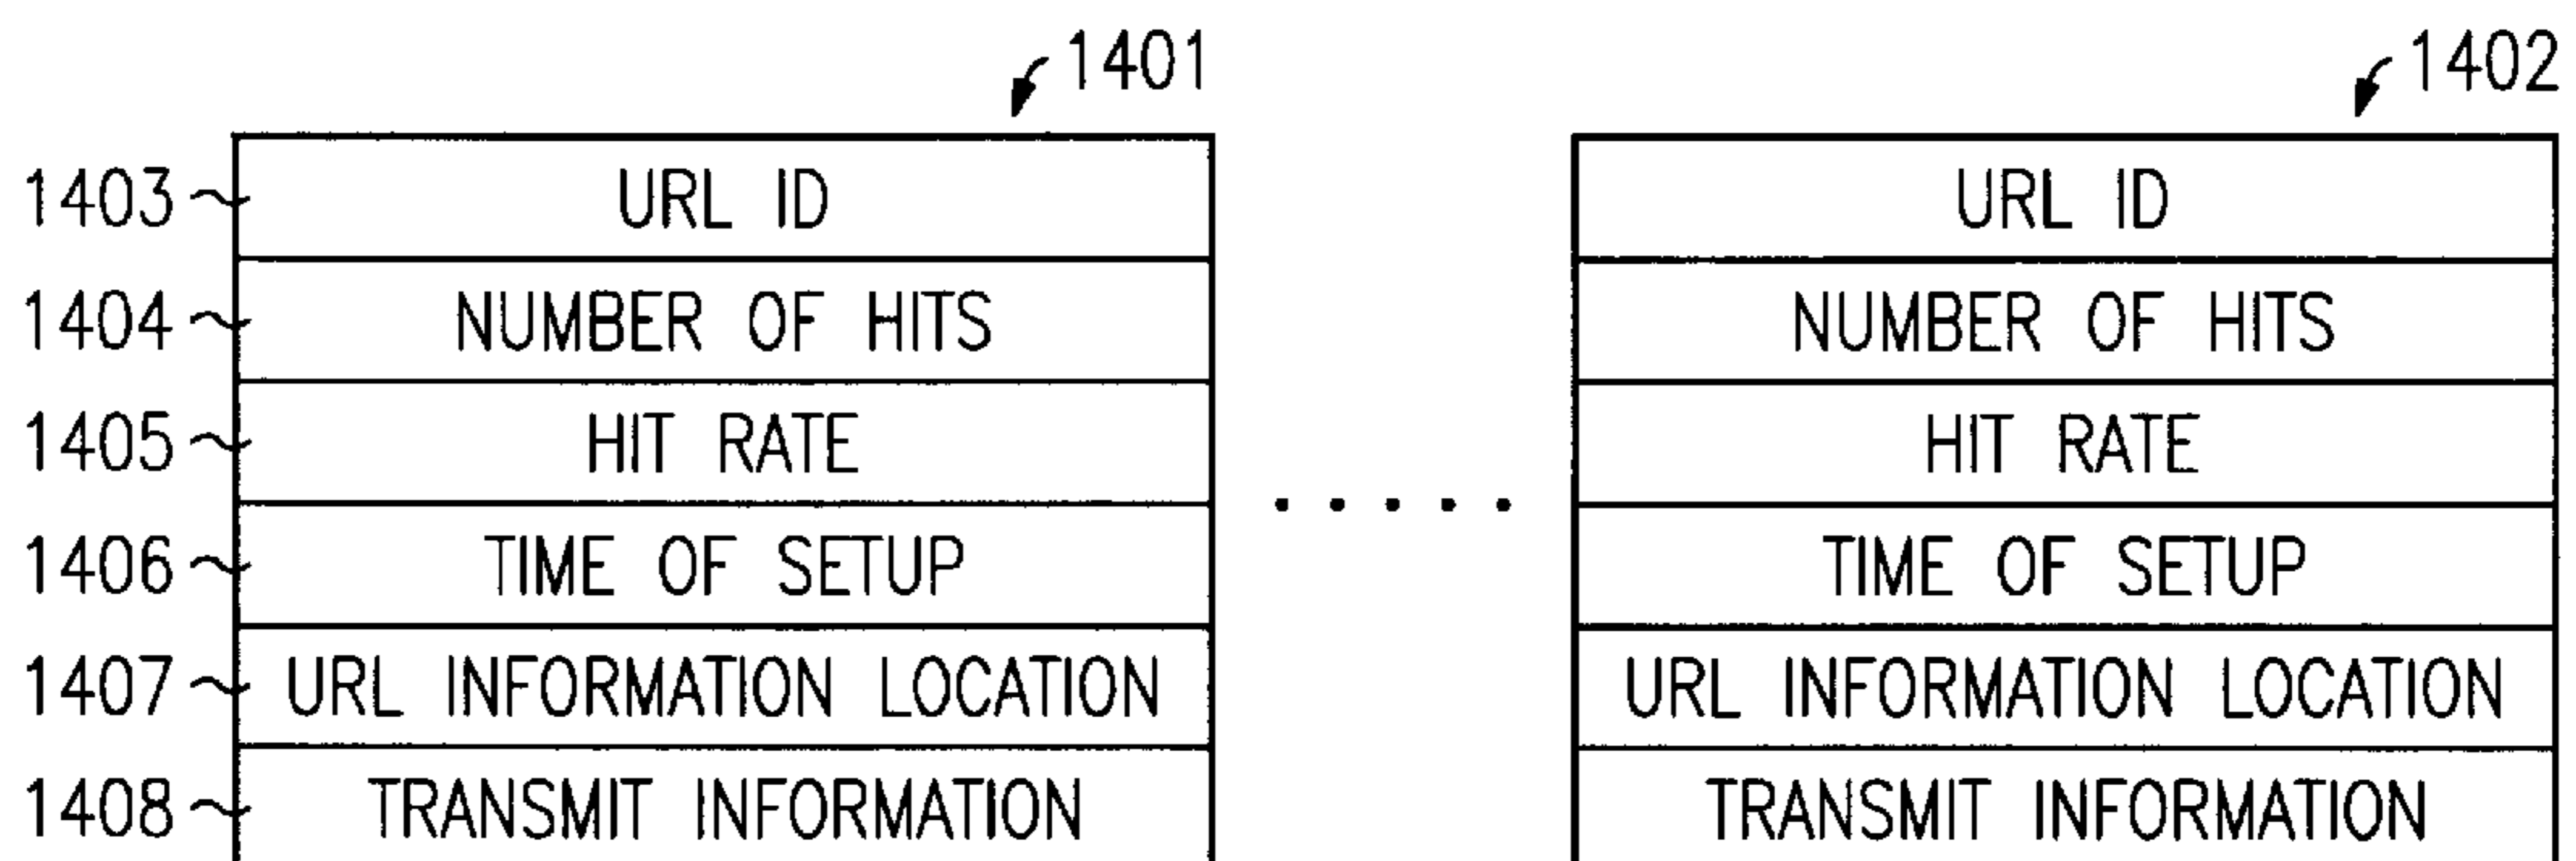 1401 1402
1403 URL ID URL ID
1404 NUMBER OF HITS NUMBER OF HITS
1405 HIT RATE HIT RATE
1406 TIME OF SETUP TIME OF SETUP
1407 URL INFORMATION LOCATION URL INFORMATION LOCATION
1408 TRANSMIT INFORMATION TRANSMIT INFORMATION